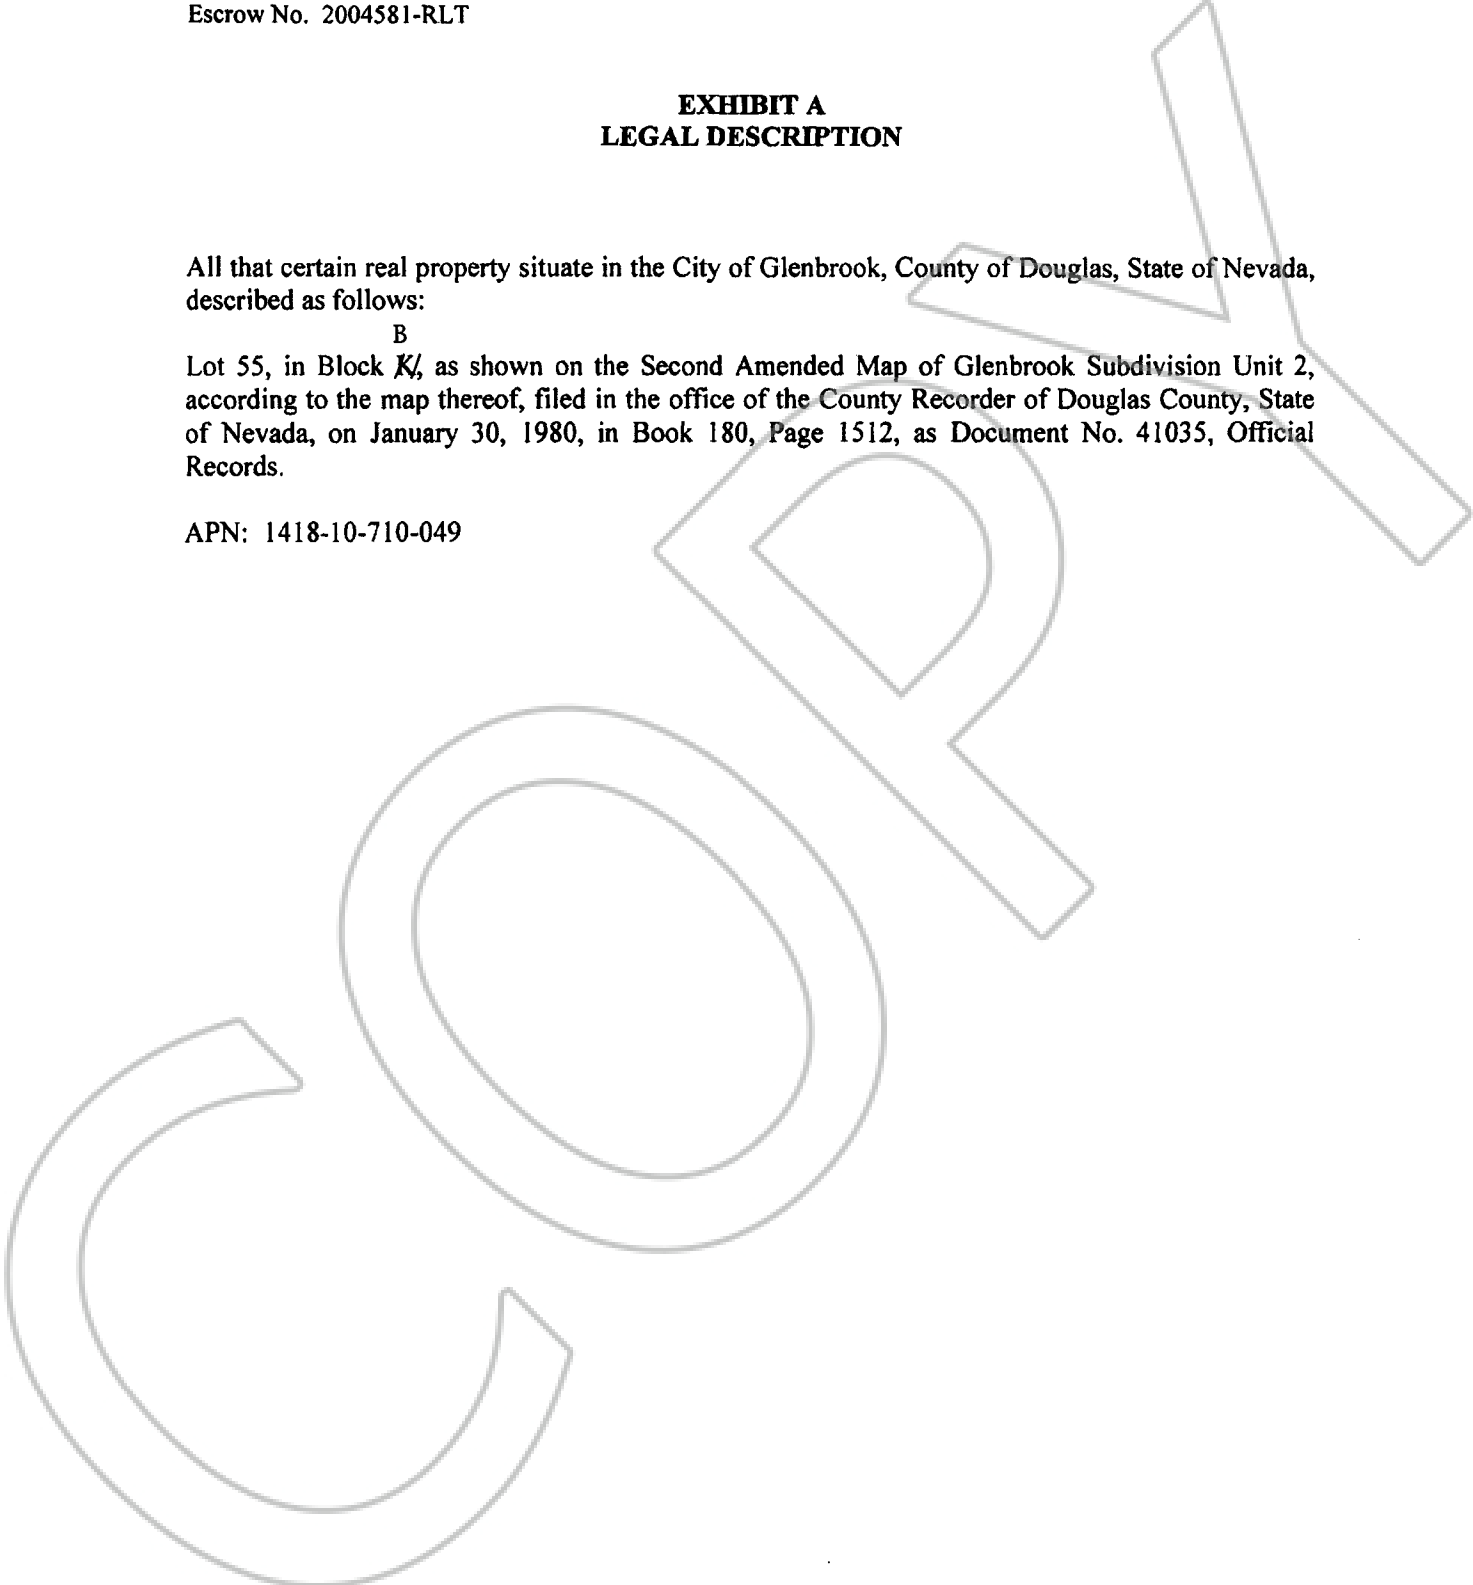 Escrow No. 2004581-RLT
EXHIBIT A
LEGAL DESCRIPTION
All that certain real property situate in the City of Glenbrook, County of Douglas, State of Nevada,
described as follows:
B
Lot 55, in Block K, as shown on the Second Amended Map of Glenbrook Subdivision Unit 2,
according to the map thereof, filed in the office of the County Recorder of Douglas County, State
of Nevada, on January 30, 1980, in Book 180, Page 1512, as Document No. 41035, Official
Records.
APN: 1418-10-710-049
COPY